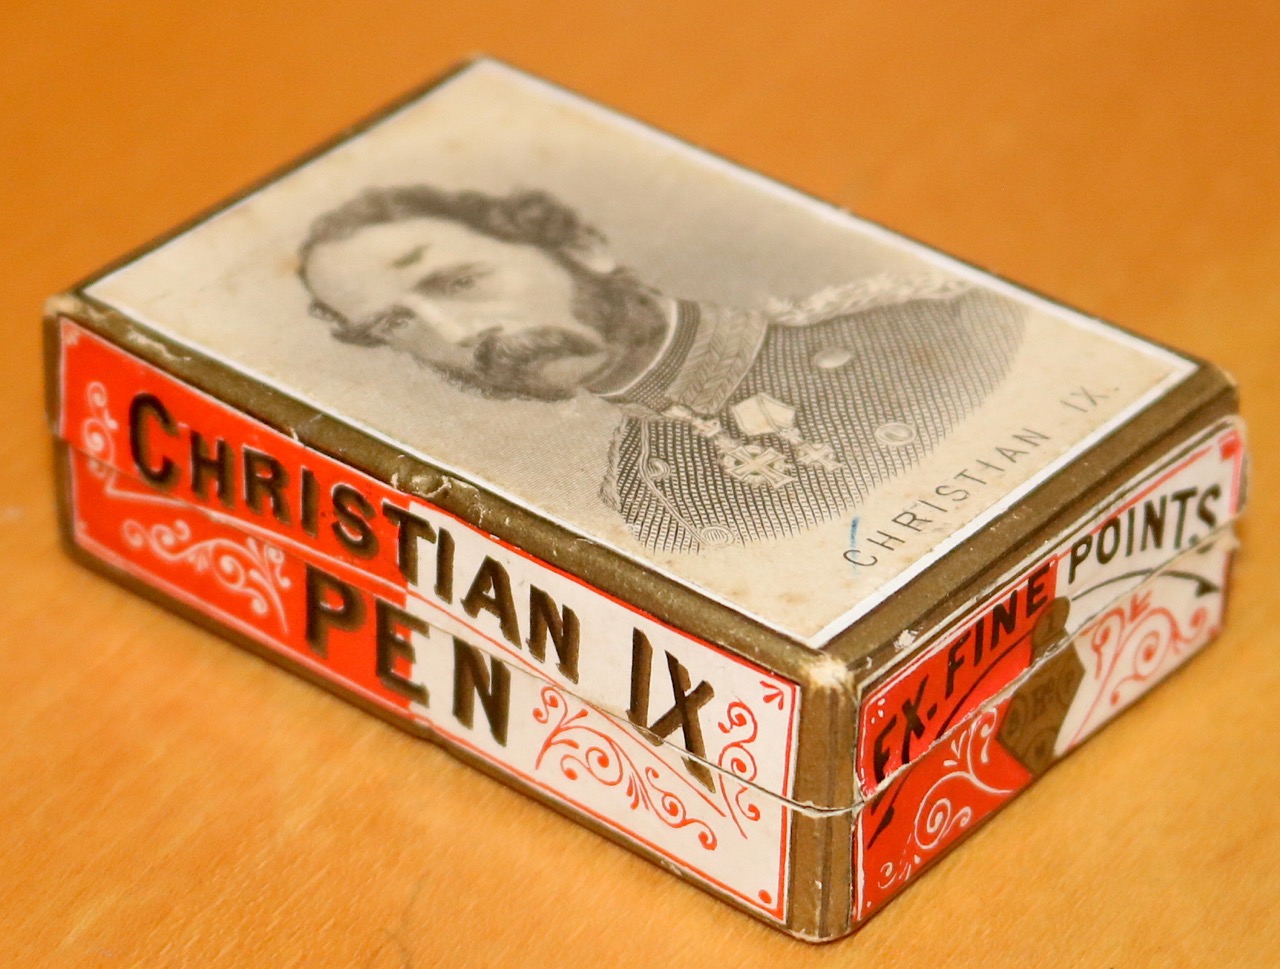 CHRISTIAN IX.
CHRISTIAN IX
PEN
EX. FINE POINTS